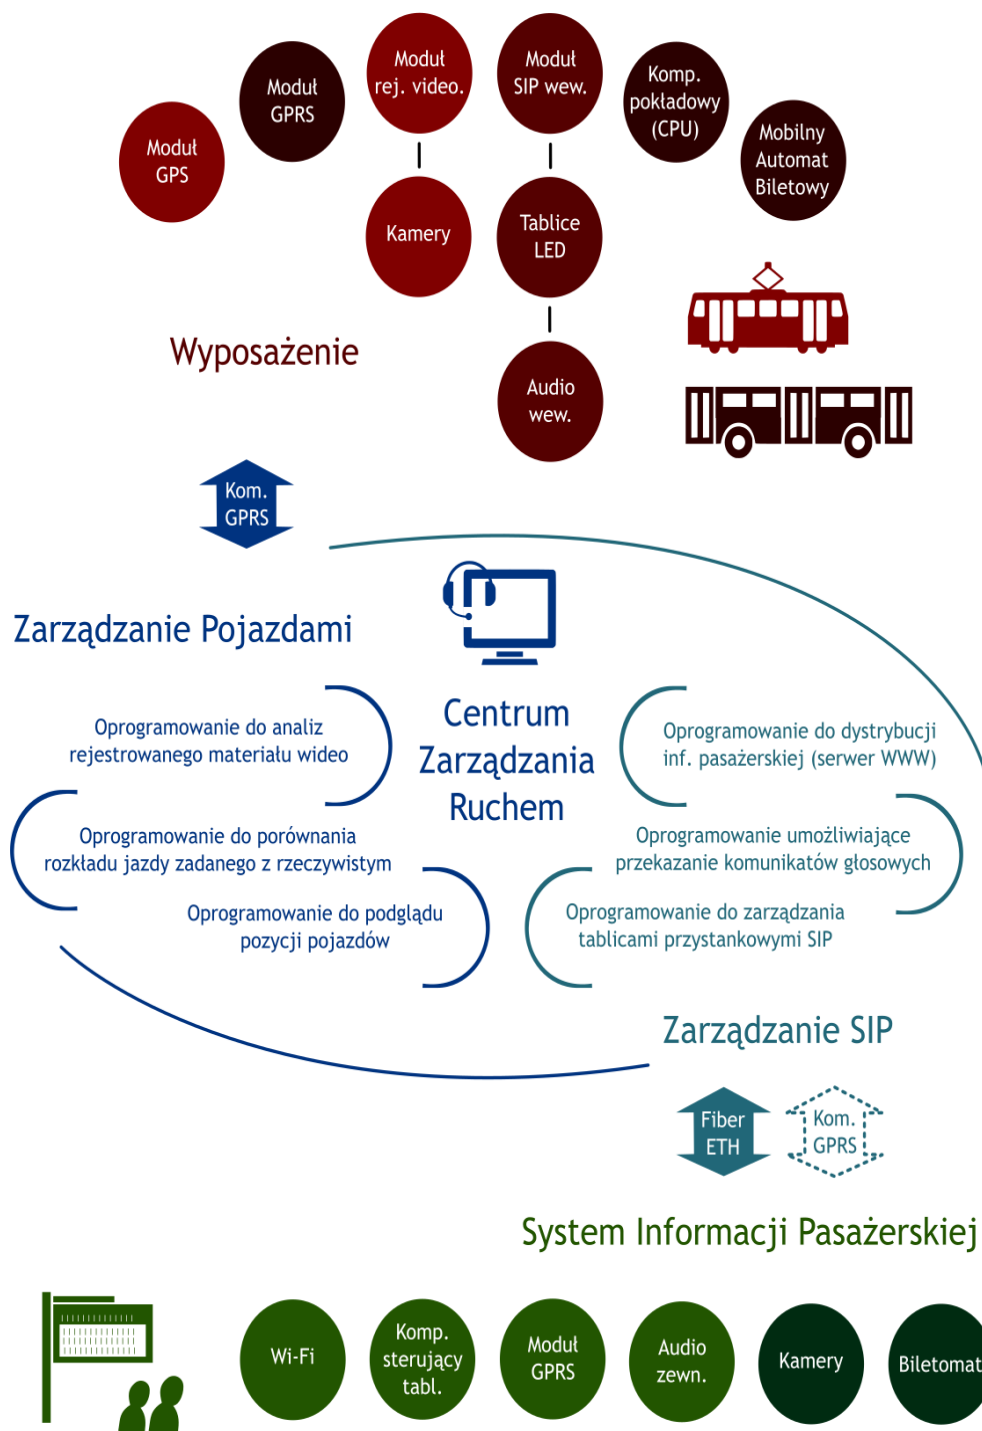 Moduł
GPS
Moduł
GPRS
Moduł
rej. video.
Moduł
SIP wew.
Komp.
pokładowy
(CPU)
Mobilny
Automat
Biletowy
Kamery
Tablice
LED
Audio
wew.
Wyposażenie
Kom.
GPRS
Zarządzanie Pojazdami
Centrum
Zarządzania
Ruchem
Oprogramowanie do analiz
rejestrowanego materiału wideo
Oprogramowanie do porównania
rozkładu jazdy zadanego z rzeczywistym
Oprogramowanie do podglądu
pozycji pojazdów
Oprogramowanie do dystrybucji
inf. pasażerskiej (serwer WWW)
Oprogramowanie umożliwiające
przekazanie komunikatów głosowych
Oprogramowanie do zarządzania
tablicami przystankowymi SIP
Zarządzanie SIP
Fiber
ETH
Kom.
GPRS
System Informacji Pasażerskiej
Wi-Fi
Komp.
sterujący
tabl.
Moduł
GPRS
Audio
zewn.
Kamery
Biletomat